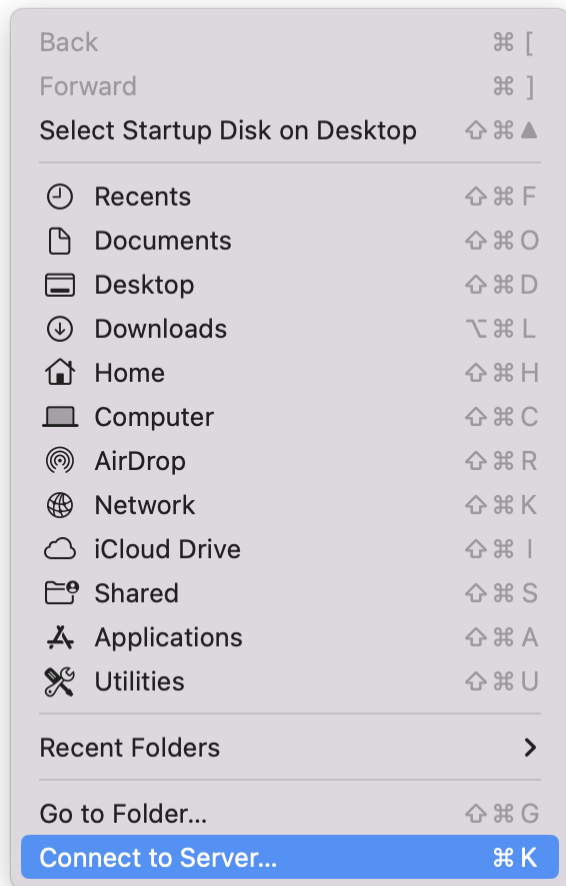 Back ⌘ [
Forward ⌘ ]
Select Startup Disk on Desktop ⇧⌘▲
Recents ⇧⌘F
Documents ⇧⌘O
Desktop ⇧⌘D
Downloads ⌥⌘L
Home ⇧⌘H
Computer ⇧⌘C
AirDrop ⇧⌘R
Network ⇧⌘K
iCloud Drive ⇧⌘I
Shared ⇧⌘S
Applications ⇧⌘A
Utilities ⇧⌘U
Recent Folders
Go to Folder... ⇧⌘G
Connect to Server... ⌘K